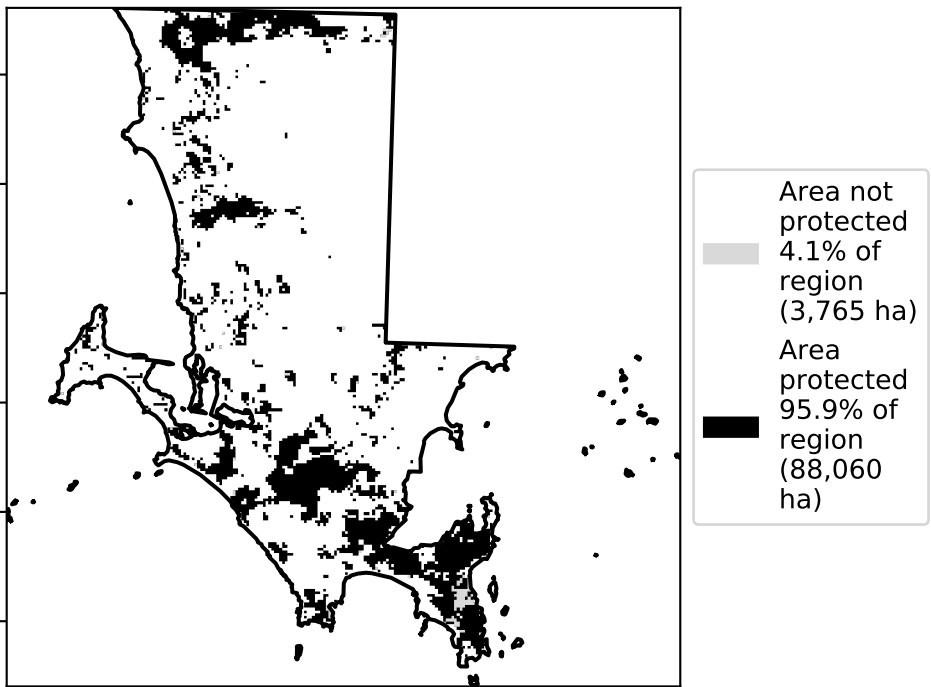 Area not
protected
4.1% of
region
(3,765 ha)
Area
protected
95.9% of
region
(88,060
ha)